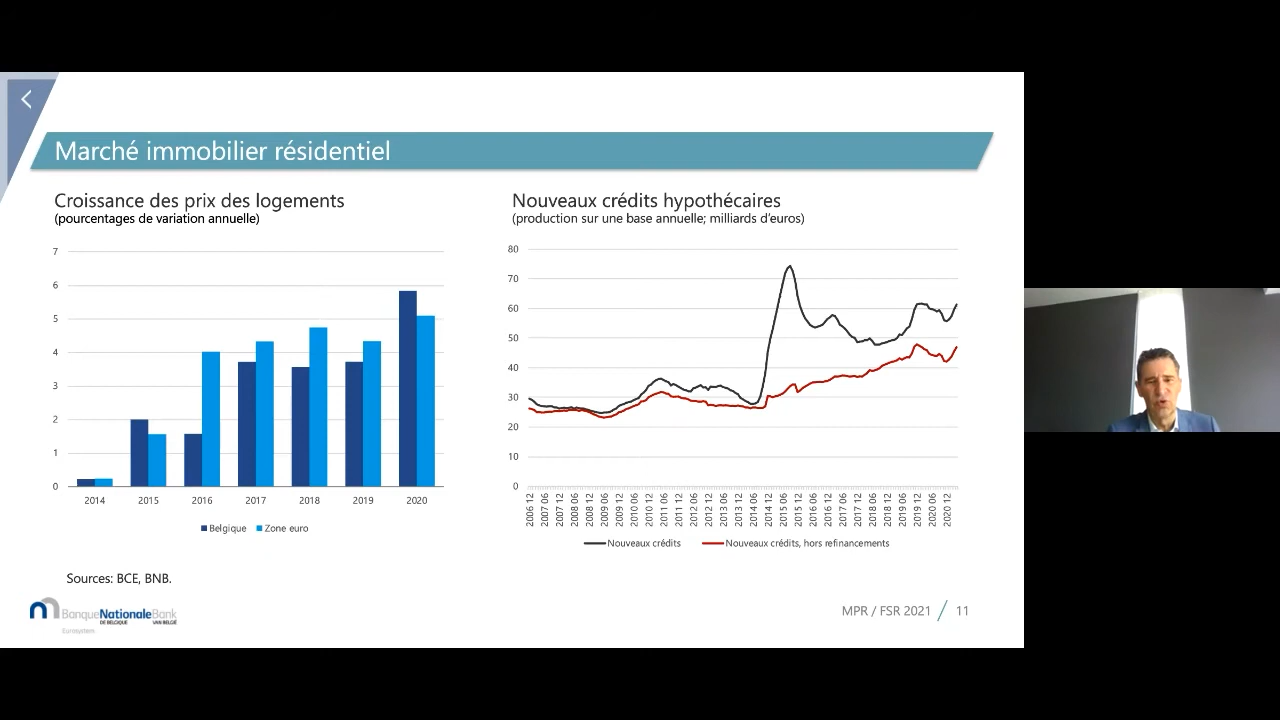 Marché immobilier résidentiel
Croissance des prix des logements
(pourcentages de variation annuelle)
7
6
5
4
3
2
1
0
2014 2015 2016 2017 2018 2019 2020
Belgique Zone euro
Nouveaux crédits hypothécaires
(production sur une base annuelle; milliards d'euros)
80
70
60
50
40
30
20
10
0
2006 12 2007 06 2007 12 2008 06 2008 12 2009 06 2009 12 2010 06 2010 12 2011 06 2011 12 2012 06 2012 12 2013 06 2013 12 2014 06 2014 12 2015 06 2015 12 2016 06 2016 12 2017 06 2017 12 2018 06 2018 12 2019 06 2019 12 2020 06 2020 12
Nouveaux crédits Nouveaux crédits, hors refinancements
Sources: BCE, BNB.
BanqueNationaleBank
DE BELGIQUE VAN BELGIË
Eurosystem
MPR / FSR 2021 11